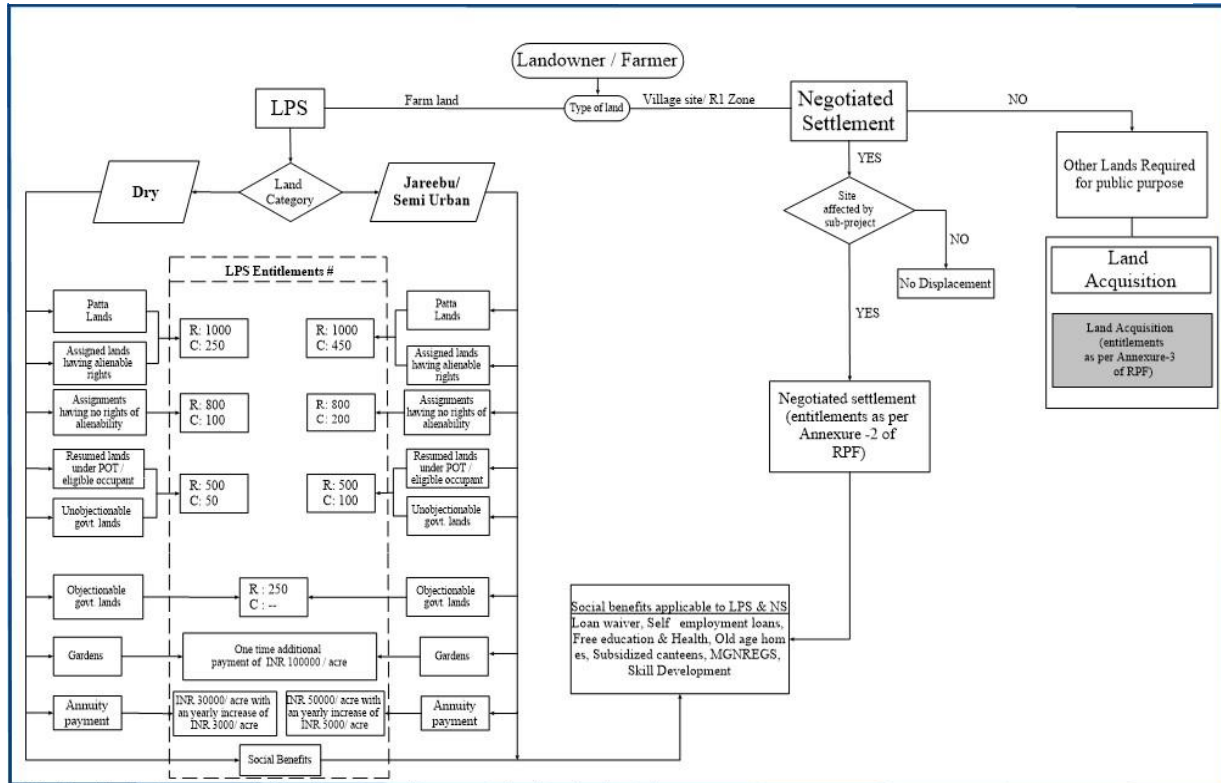 Landowner / Farmer
Type of land
Farm land
Village site/ R1 Zone
LPS
Negotiated
Settlement
NO
YES
Land
Category
Dry
Jareebu/
Semi Urban
Site
affected by
sub-project
NO
No Displacement
YES
Other Lands Required
for public purpose
Land
Acquisition
Land Acquisition
(entitlements
as per Annexure-3
of RPF)
Negotiated settlement
(entitlements as per
Annexure -2 of
RPF)
LPS Entitlements #
Patta
Lands
Assigned lands
having alienable
rights
R: 1000
C: 250
R: 1000
C: 450
Patta
Lands
Assigned lands
having alienable
rights
Assignments
having no rights of
alienability
R: 800
C: 100
R: 800
C: 200
Assignments
having no rights of
alienability
Resumed lands
under POT /
eligible occupant
Unobjectionable
govt. lands
R: 500
C: 50
R: 500
C: 100
Resumed lands
under POT /
eligible occupant
Unobjectionable
govt. lands
Objectionable
govt. lands
R : 250
C : --
Objectionable
govt. lands
Gardens
One time additional
payment of INR 100000 / acre
Gardens
Annuity
payment
INR 30000/ acre with
an yearly increase of
INR 3000/ acre
INR 50000/ acre with
an yearly increase of
INR 5000/ acre
Annuity
payment
Social Benefits
Social benefits applicable to LPS & NS
Loan waiver, Self employment loans,
Free education & Health, Old age hom
es, Subsidized canteens, MGNREGS,
Skill Development